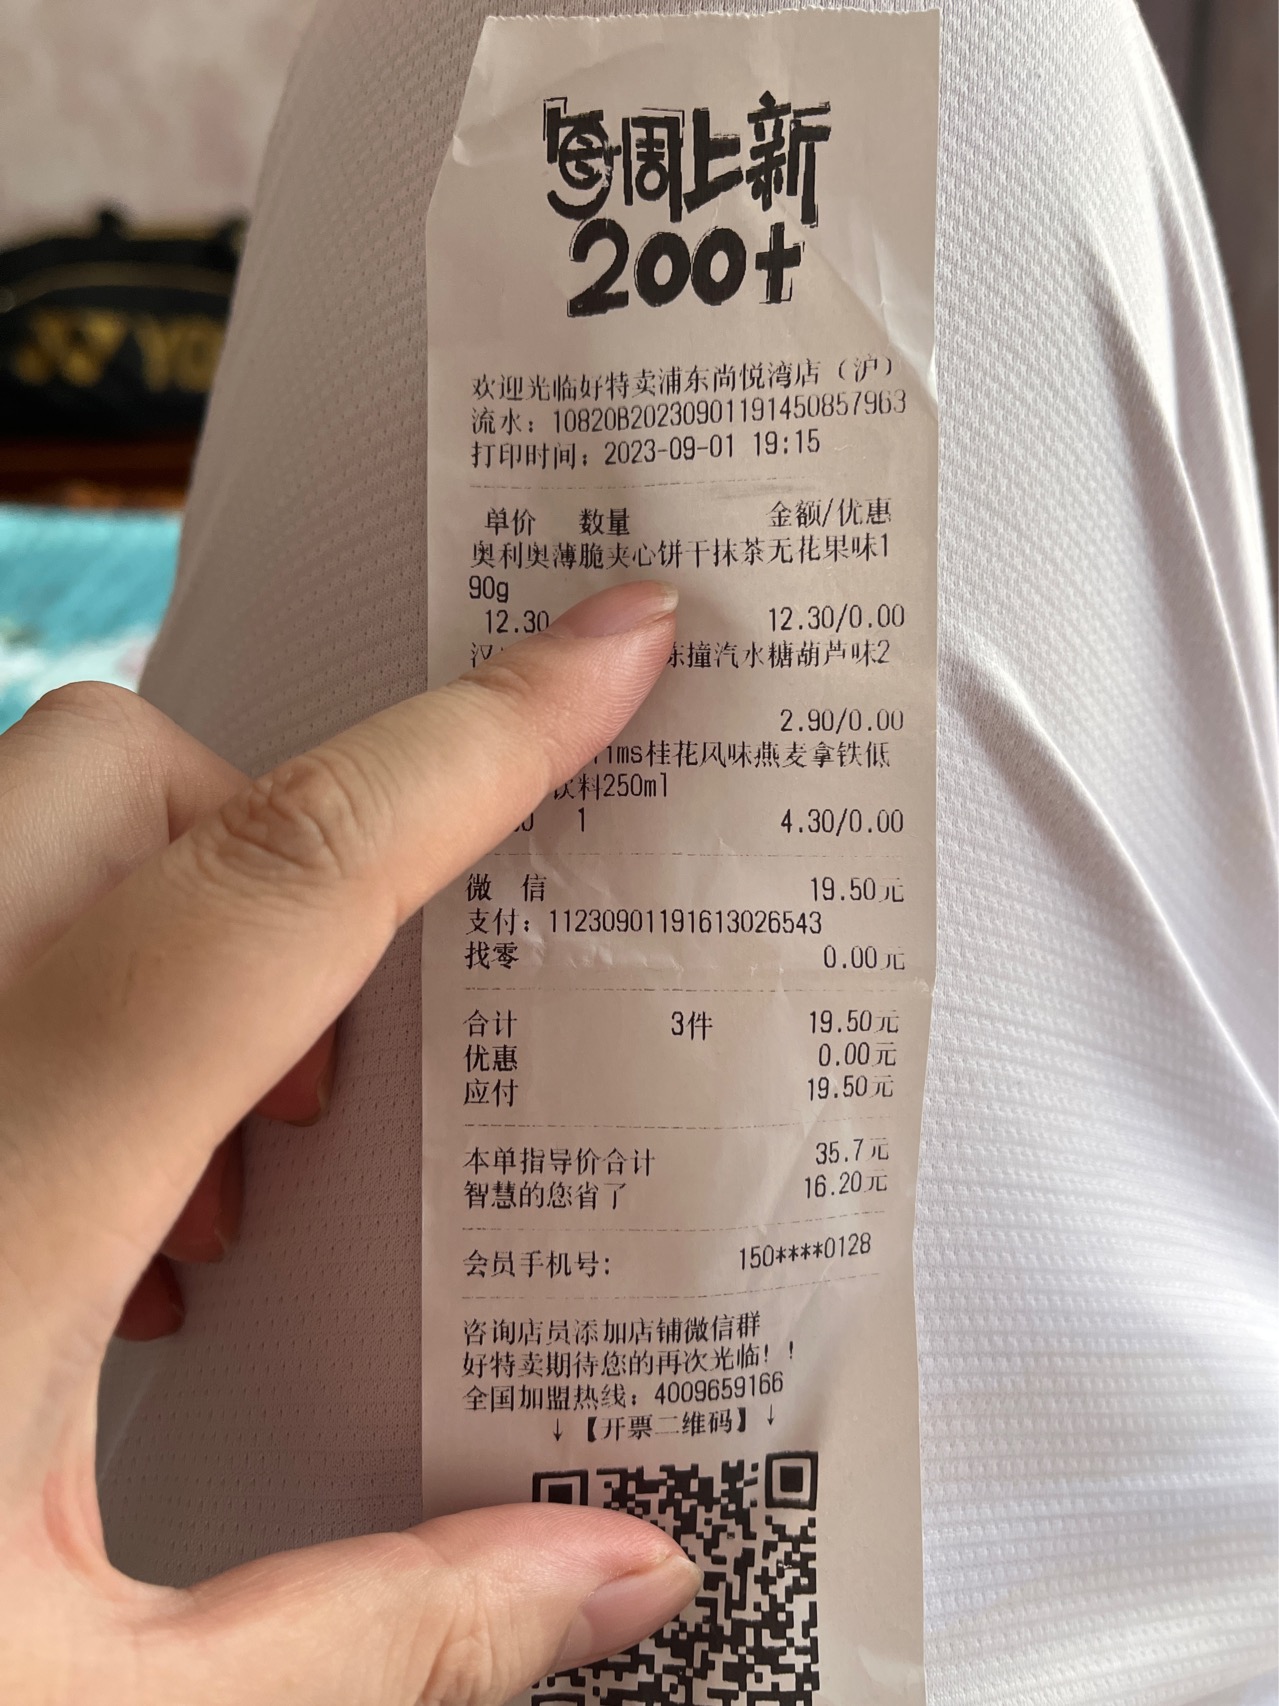 每周上新
200+
欢迎光临好特卖浦东尚悦湾店（沪）
流水：10820B20230901191450857963
打印时间：2023-09-01 19:15
单价 数量 金额/优惠
奥利奥薄脆夹心饼干抹茶无花果味1
90g
12.30 12.30/0.00
汉 冻撞汽水糖葫芦味2
2.90/0.00
ims桂花风味燕麦拿铁低
饮料250ml
0 1 4.30/0.00
微 信 19.50元
支付：11230901191613026543
找零 0.00元
合计 3件 19.50元
优惠 0.00元
应付 19.50元
本单指导价合计 35.7元
智慧的您省了 16.20元
会员手机号： 150****0128
咨询店员添加店铺微信群
好特卖期待您的再次光临！！
全国加盟热线：4009659166
↓【开票二维码】↓